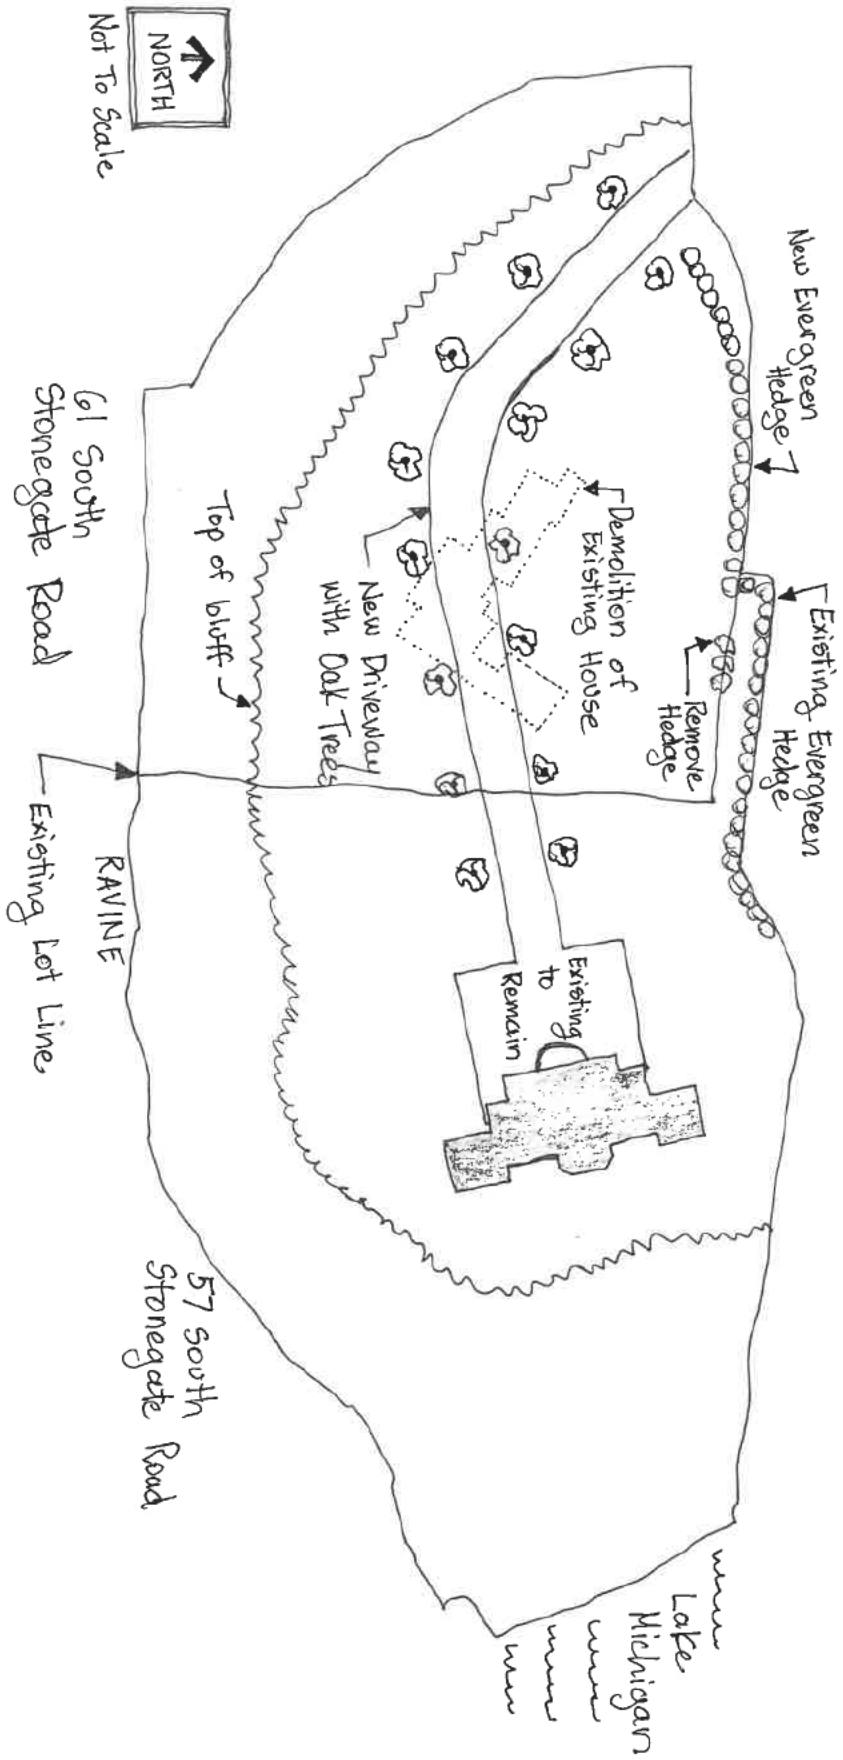 NORTH
Not To Scale
New Evergreen
Hedge
Existing Evergreen
Hedge
Remove
Hedge
Demolition of
Existing House
New Driveway
with Oak Trees
Top of bluff
61 South
Stonegate Road
Existing Lot Line
RAVINE
Existing
to
Remain
57 South
Stonegate Road
Lake
Michigan